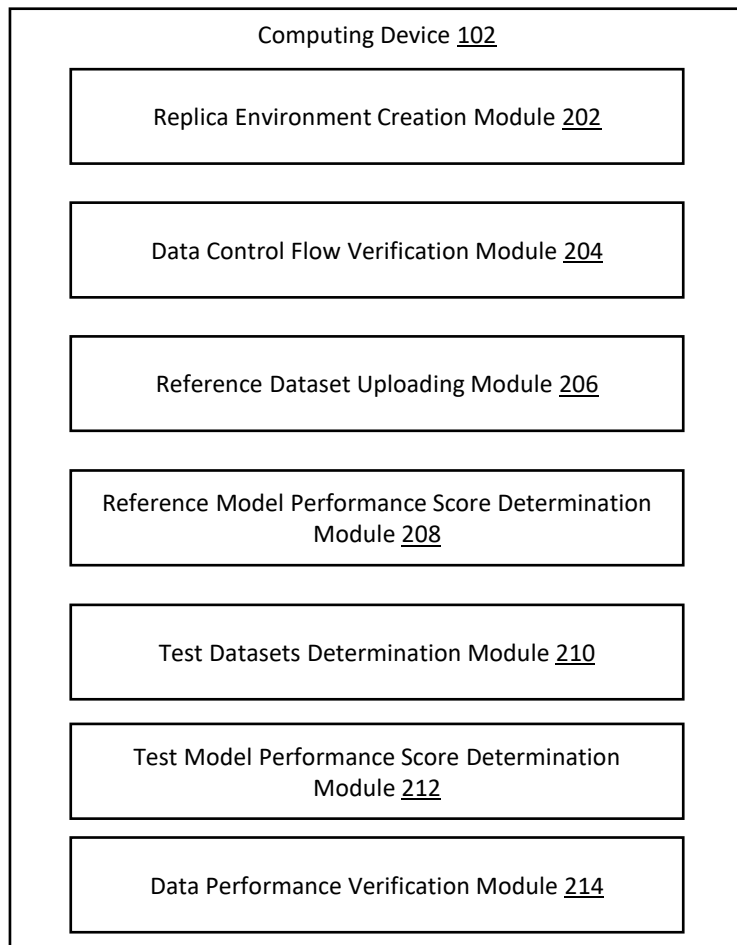 Computing Device 102
Replica Environment Creation Module 202
Data Control Flow Verification Module 204
Reference Dataset Uploading Module 206
Reference Model Performance Score Determination
Module 208
Test Datasets Determination Module 210
Test Model Performance Score Determination
Module 212
Data Performance Verification Module 214